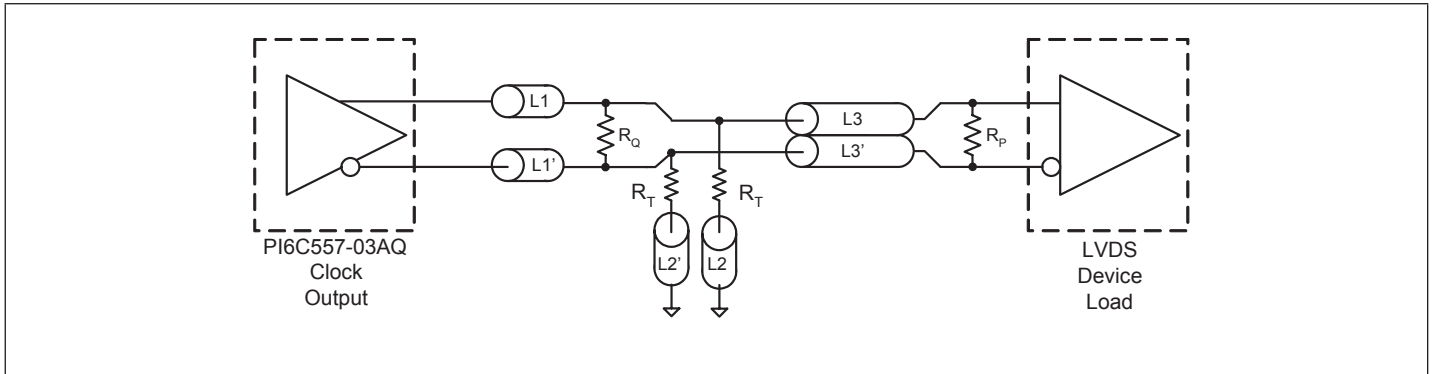 L1
L1'
R_Q
R_T
R_T
L2'
L2
L3
L3'
R_P
PI6C557-03AQ
Clock
Output
LVDS
Device
Load